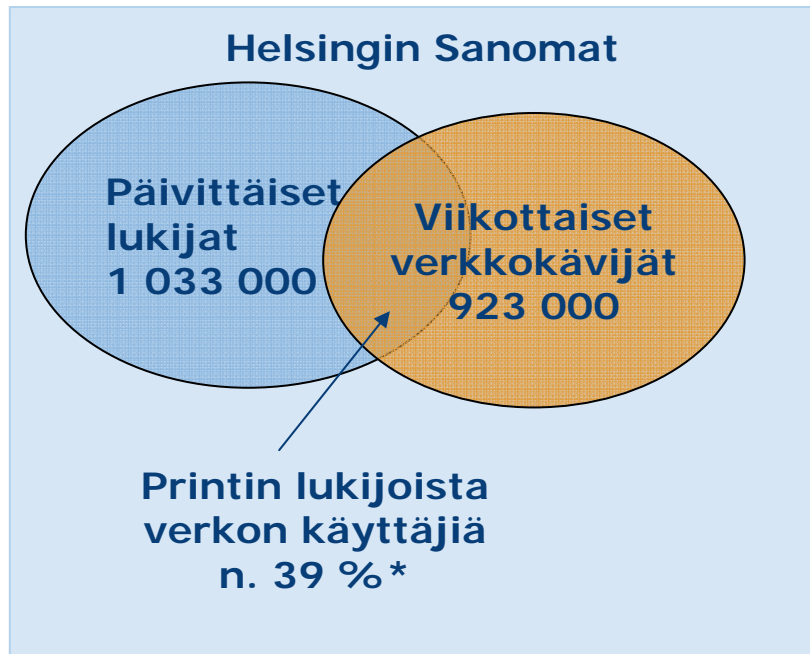 Helsingin Sanomat
Päivittäiset
lukijat
1 033 000
Viikottaiset
verkkokävijät
923 000
Printin lukijoista
verkon käyttäjiä
n. 39 %*